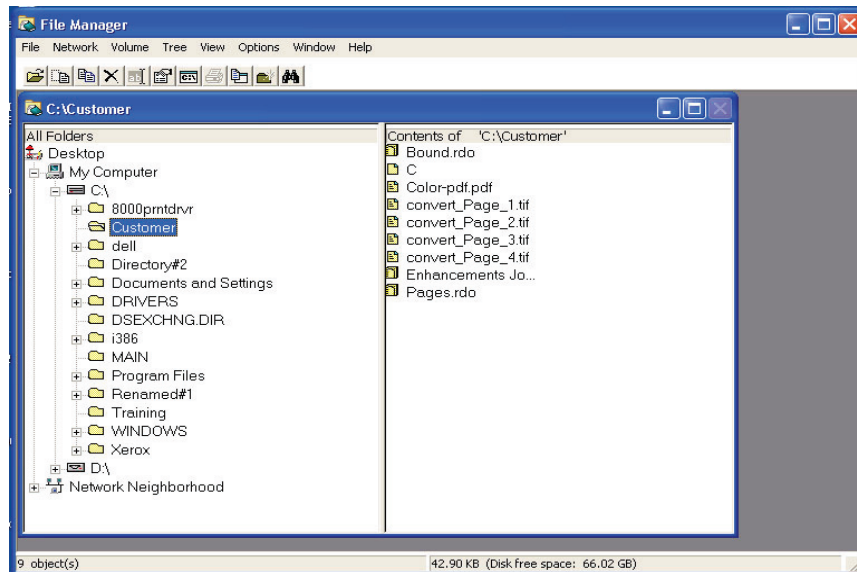 File Manager
File Network Volume Tree View Options Window Help
C:\Customer
All Folders
Desktop
My Computer
C:\
8000prntdrvr
Customer
dell
Directory#2
Documents and Settings
DRIVERS
DSEXCHNG.DIR
i386
MAIN
Program Files
Renamed#1
Training
WINDOWS
Xerox
D:\
Network Neighborhood
Contents of 'C:\Customer'
Bound.rdo
C
Color-pdf.pdf
convert_Page_1.tif
convert_Page_2.tif
convert_Page_3.tif
convert_Page_4.tif
Enhancements Jo...
Pages.rdo
9 object(s)
42.90 KB (Disk free space: 66.02 GB)